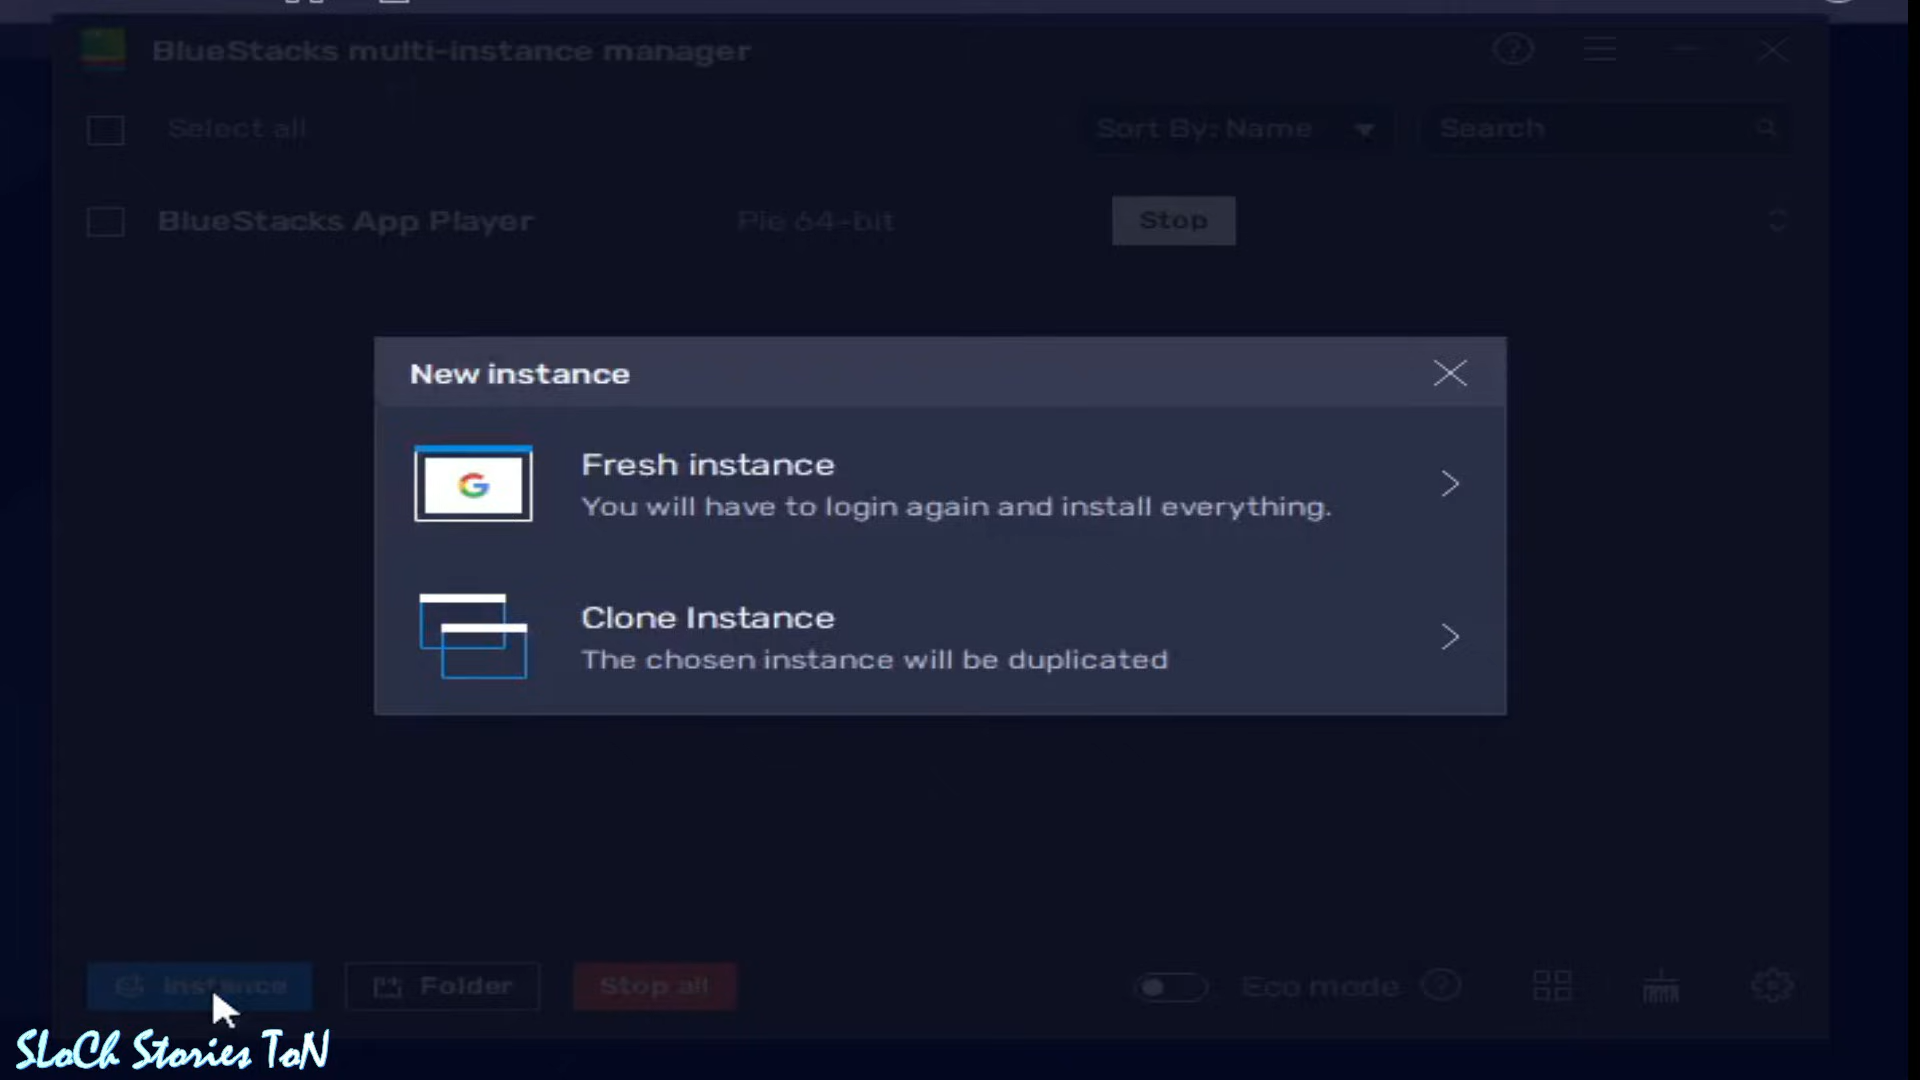 BlueStacks multi-instance manager
Select all
Sort By: Name
Search
BlueStacks App Player
Pie 64-bit
Stop
New instance
Fresh instance
You will have to login again and install everything.
Clone Instance
The chosen instance will be duplicated
Instance
Folder
Stop all
Eco mode
SLoCh Stories ToN